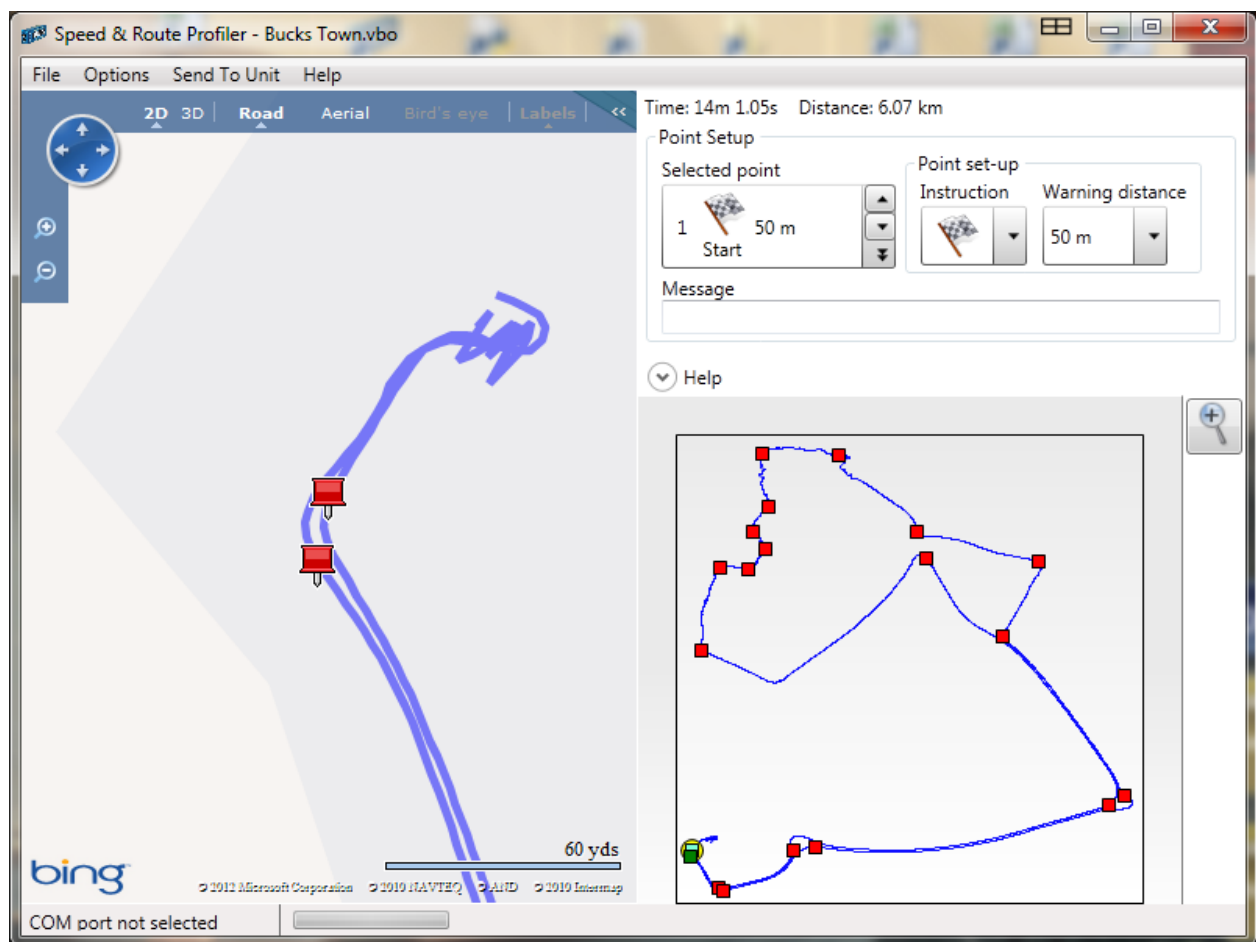 Speed & Route Profiler - Bucks Town.vbo
File Options Send To Unit Help
2D 3D Road Aerial Bird's eye Labels <<
Time: 14m 1.05s Distance: 6.07 km
Point Setup
Selected point
1 50 m
Start
Point set-up
Instruction Warning distance
50 m
Message
Help
60 yds
bing
© 2012 Microsoft Corporation © 2010 NAVTEQ © AND © 2010 Intermap
COM port not selected